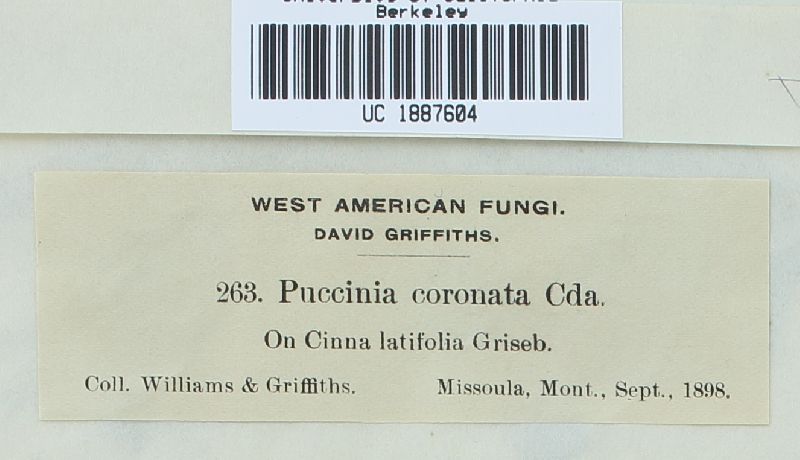 Berkeley
UC 1887604
WEST AMERICAN FUNGI.
DAVID GRIFFITHS.
263. Puccinia coronata Cda.
On Cinna latifolia Griseb.
Coll. Williams & Griffiths. Missoula, Mont., Sept., 1898.